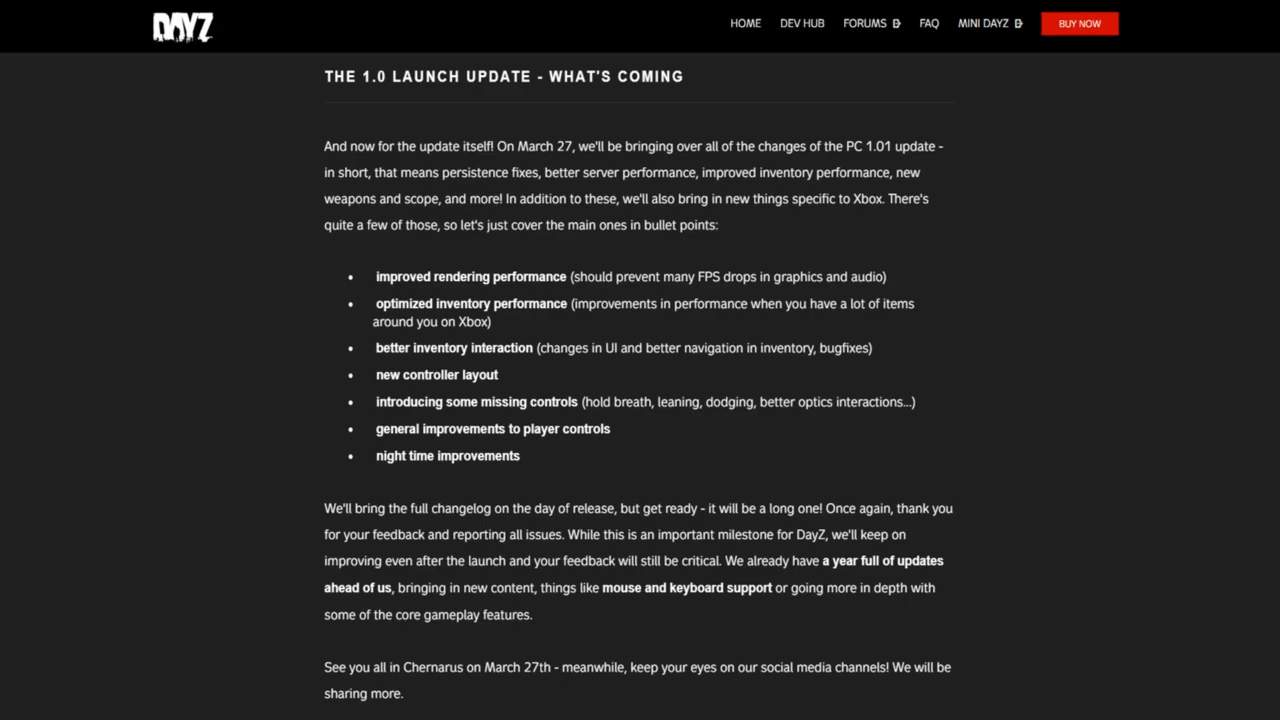 DAYZ
HOME DEV HUB FORUMS FAQ MINI DAYZ BUY NOW
THE 1.0 LAUNCH UPDATE - WHAT'S COMING
And now for the update itself! On March 27, we'll be bringing over all of the changes of the PC 1.01 update -
in short, that means persistence fixes, better server performance, improved inventory performance, new
weapons and scope, and more! In addition to these, we'll also bring in new things specific to Xbox. There's
quite a few of those, so let's just cover the main ones in bullet points:
• improved rendering performance (should prevent many FPS drops in graphics and audio)
• optimized inventory performance (improvements in performance when you have a lot of items
around you on Xbox)
• better inventory interaction (changes in UI and better navigation in inventory, bugfixes)
• new controller layout
• introducing some missing controls (hold breath, leaning, dodging, better optics interactions...)
• general improvements to player controls
• night time improvements
We'll bring the full changelog on the day of release, but get ready - it will be a long one! Once again, thank you
for your feedback and reporting all issues. While this is an important milestone for DayZ, we'll keep on
improving even after the launch and your feedback will still be critical. We already have a year full of updates
ahead of us, bringing in new content, things like mouse and keyboard support or going more in depth with
some of the core gameplay features.
See you all in Chernarus on March 27th - meanwhile, keep your eyes on our social media channels! We will be
sharing more.